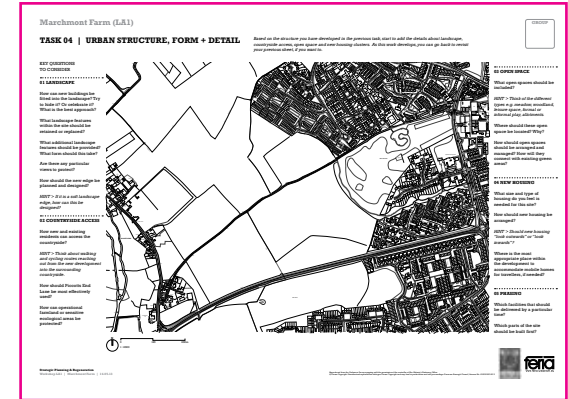 Marchmont Farm (LA1)
TASK 04 | URBAN STRUCTURE, FORM + DETAIL
Based on the urban structure you have developed in the previous task, start to add the details about landscape,
countryside access, open space and new housing clusters. As this work develops, you can go back to revisit
your previous sheet, if you want to.
GROUP
KEY QUESTIONS
TO CONSIDER
01 LANDSCAPE
How can new buildings be
fitted into the landscape? Try
to hide it? Or celebrate it?
What is the best approach?
What landscape features
within the site should be
retained or replaced?
What additional landscape
features should be provided?
What form should this take?
Are there any particular
views to protect?
How should the new edge be
planned and designed?
HINT > If it is a soft landscape
edge, how can this be
designed?
02 COUNTRYSIDE ACCESS
How new and existing
residents can access the
countryside?
HINT > Think about walking
and cycling routes reaching
out from the new development
into the surrounding
countryside.
How should Piccotts End
Lane be most effectively
used?
How can operational
farmland or sensitive
ecological areas be
protected?
03 OPEN SPACE
What open spaces should be
included?
HINT > Think of the different
types e.g. meadow, woodland,
leisure space, formal or
informal play, allotments
Where should these open
space be located? Why?
How should open spaces
should be arranged and
managed? How will they
connect with existing green
areas?
04 NEW HOUSING
What size and type of
housing do you feel is
needed for this site?
How should new housing be
arranged?
HINT > Should new housing
"look outwards" or "look
inwards"?
Where is the most
appropriate place within
the development to
accommodate mobile homes
for travellers, if needed?
05 PHASING
Which facilities that should
be delivered by a particular
time?
Which parts of the site
should be built first?
Strategic Planning & Regeneration
feria